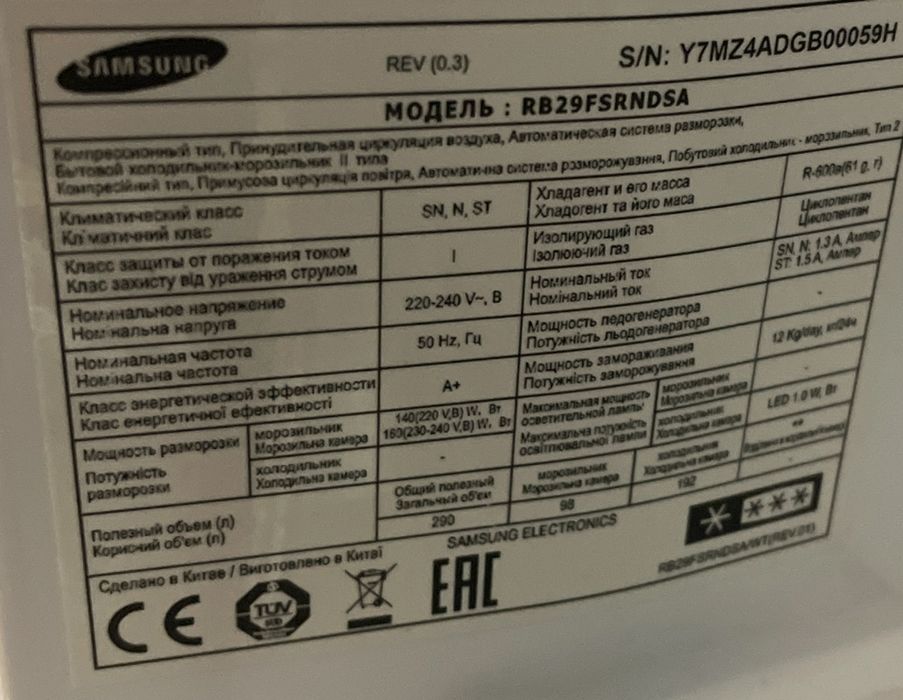 SAMSUNG
REV (0.3)
S/N: Y7MZ4ADGB00059H
МОДЕЛЬ : RB29FSRNDSA
Компрессионный тип, Принудительная циркуляция воздуха, Автоматическая система разморозки,
Бытовой холодильник-морозильник II типа
Компресійний тип, Примусова циркуляція повітря, Автоматична система розморожування, Побутовий холодильник - морозильник, Тип 2
Климатический класс
Кліматичний клас
SN, N, ST
Хладагент и его масса
Хладогент та його маса
R-600a(61 g, г)
Класс защиты от поражения током
Клас захисту від ураження струмом
I
Изолирующий газ
Ізолюючий газ
Циклопентан
Циклопентан
Номинальное напряжение
Номінальна напруга
220-240 V~, В
Номинальный ток
Номінальний ток
SN, N: 1.3 A, Ампер
ST: 1.5 A, Ампер
Номинальная частота
Номінальна частота
50 Hz, Гц
Мощность ледогенератора
Потужність льодогенератора
-
Класс энергетической эффективности
Клас енергетичної ефективності
A+
Мощность замораживания
Потужність заморожування
12 Kg/day, кг/24ч
Мощность разморозки
Потужність
разморозки
морозильник
Морозильна камера
140(220 V,B) W, Вт
160(230-240 V,B) W, Вт
Максимальная мощность
осветительной лампы
Максимальна потужність
освітлювальної лампи
морозильник
Морозильна камера
-
холодильник
Холодильна камера
-
холодильник
Холодильна камера
LED 1.0 W, Вт
Полезный объем (л)
Корисний об'єм (л)
Общий полезный
Загальный об'єм
290
морозильник
Морозильна камера
98
холодильник
Холодильна камера
192
Сделано в Китае / Виготовлено в Китаї
SAMSUNG ELECTRONICS
RB29FSRNDSA/WT(REV.01)
CE
TÜV
SÜD
EAC